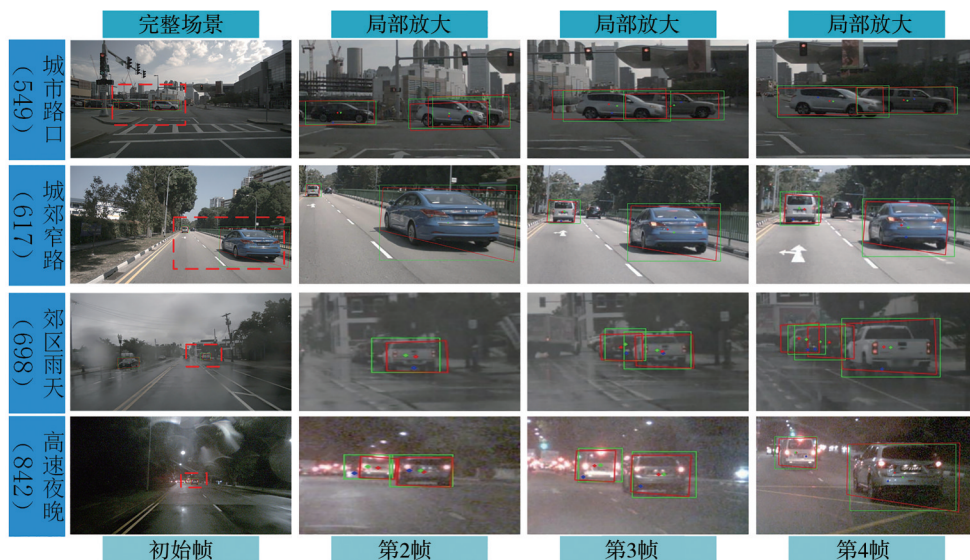 完整场景 局部放大 局部放大 局部放大
城市路口
(549)
城郊窄路
(617)
郊区雨天
(698)
高速夜晚
(842)
初始帧 第2帧 第3帧 第4帧